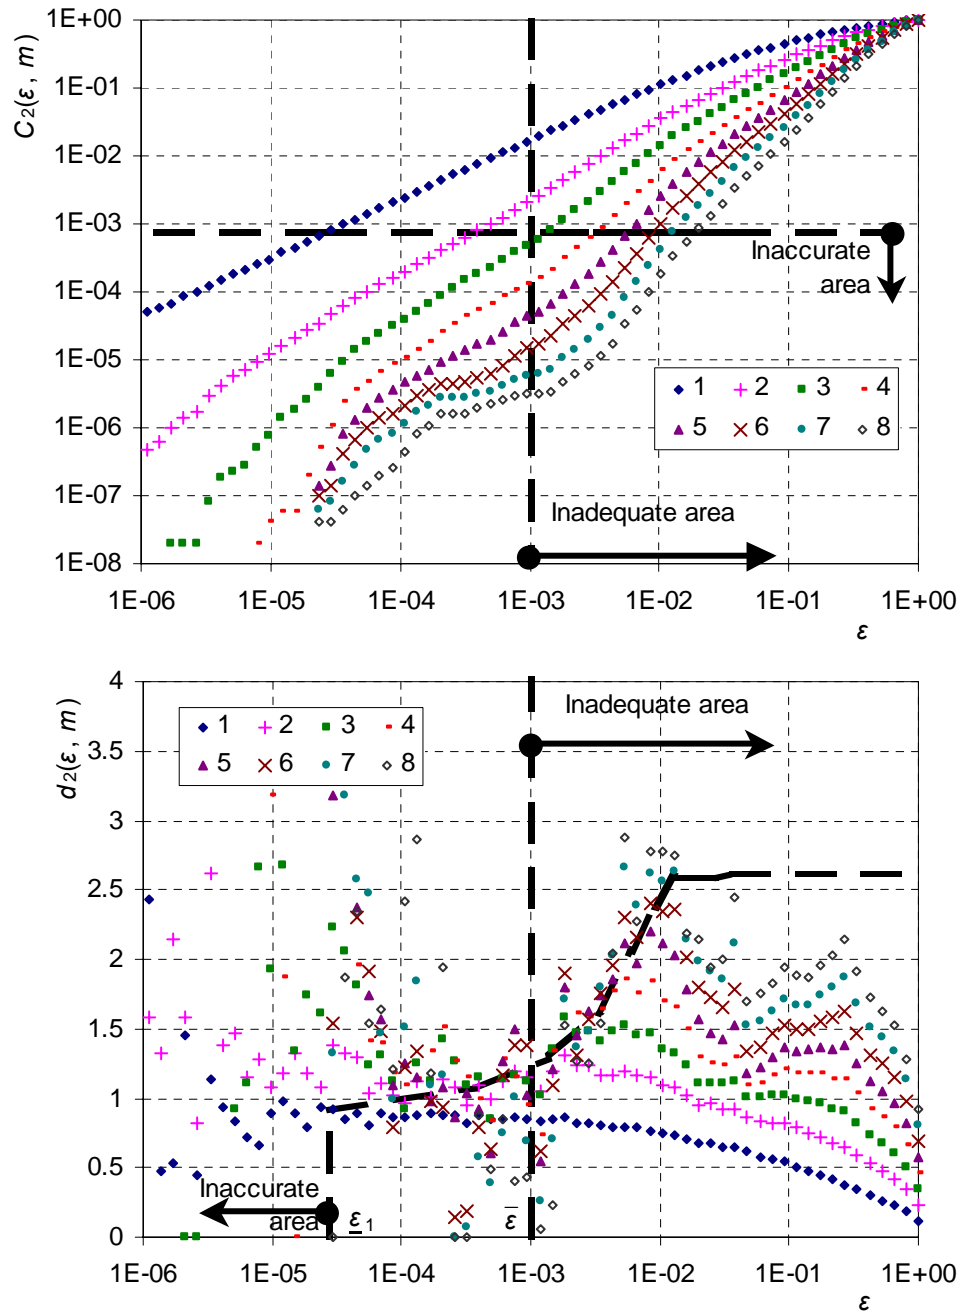 C2(ε, m)
1E+00
1E-01
1E-02
1E-03
1E-04
1E-05
1E-06
1E-07
1E-08
Inaccurate
area
1 2 3 4
5 6 7 8
Inadequate area
1E-06 1E-05 1E-04 1E-03 1E-02 1E-01 1E+00
ε
d2(ε, m)
4
3.5
3
2.5
2
1.5
1
0.5
0
Inadequate area
1 2 3 4
5 6 7 8
Inaccurate
area
ε1
ε
1E-06 1E-05 1E-04 1E-03 1E-02 1E-01 1E+00
ε